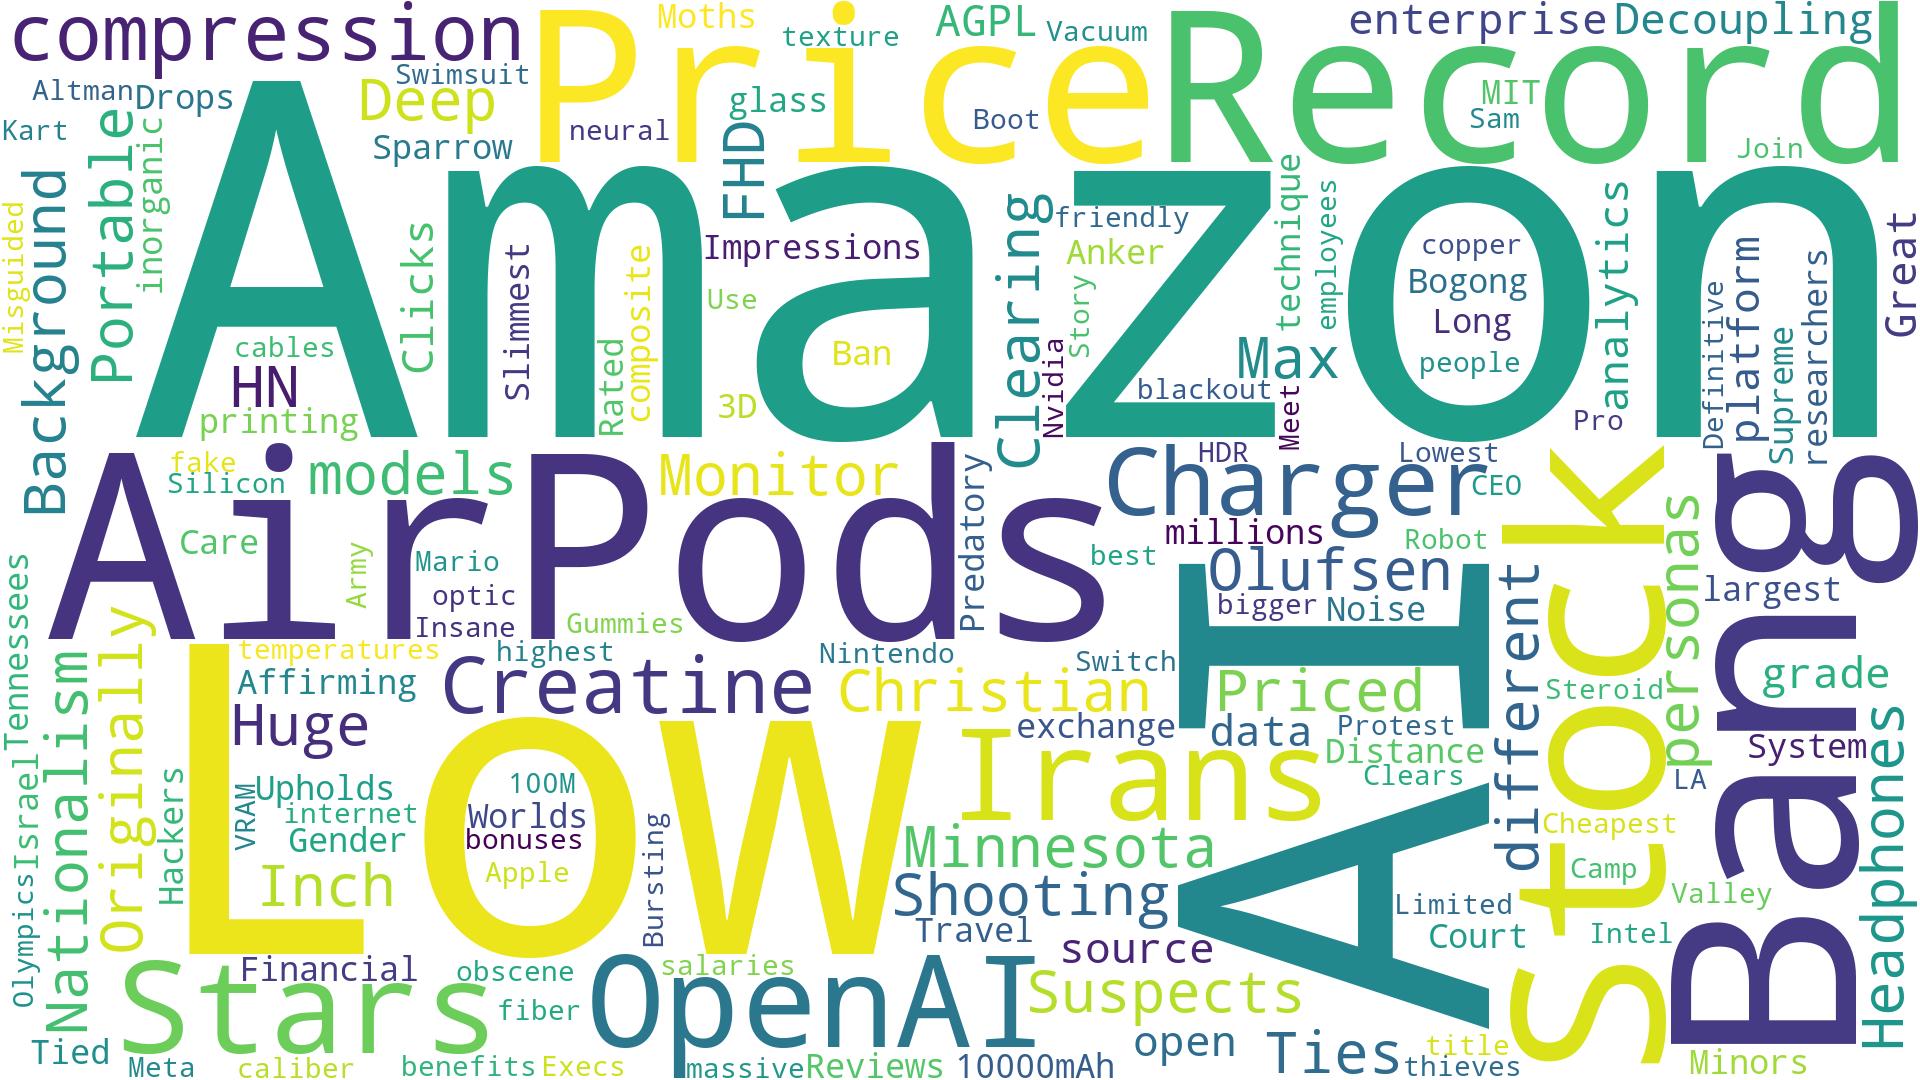 compression
Price
Record
Moths
texture
AGPL
Vacuum
enterprise
Decoupling
Altman
Drops
Swimsuit
Deep
glass
MIT
Sam
Boot
Kart
Sparrow
neural
Join
Amazon
Portable
inorganic
Background
Misguided
FHD
Clearing
friendly
technique
employees
Impressions
Anker
copper
Bogong
Long
people
analytics
platform
Great
Clicks
Slimmest
composite
Rated
Use
Story
Ban
3D
Nvidia
Max
blackout
Meet
Pro
Definitive
Supreme
researchers
cables
HN
printing
fake
Silicon
models
Monitor
Predatory
Charger
HDR
Lowest
CEO
AirPods
Care
Army
Mario
optic
Insane
Gummies
best
millions
Robot
Olufsen
bigger
Noise
Stock
personas
Bang
largest
different
temperatures
highest
Nintendo
Switch
Affirming
Creatine
Christian
Priced
Steroid
grade
Huge
Low
Irans
exchange
data
Protest
Distance
Clears
AI
System
LA
Tennessees
Nationalism
Originally
Hackers
VRAM
Upholds
internet
Gender
100M
Worlds
bonuses
Apple
Bursting
Minnesota
Cheapest
Headphones
Israel
Olympics
Inch
Shooting
Travel
source
Limited
Court
Camp
Valley
Intel
Financial
obscene
fiber
salaries
OpenAI
Suspects
Stars
Tied
Meta
caliber
benefits
Execs
massive
Reviews
10000mAh
open
Ties
title
thieves
Minors